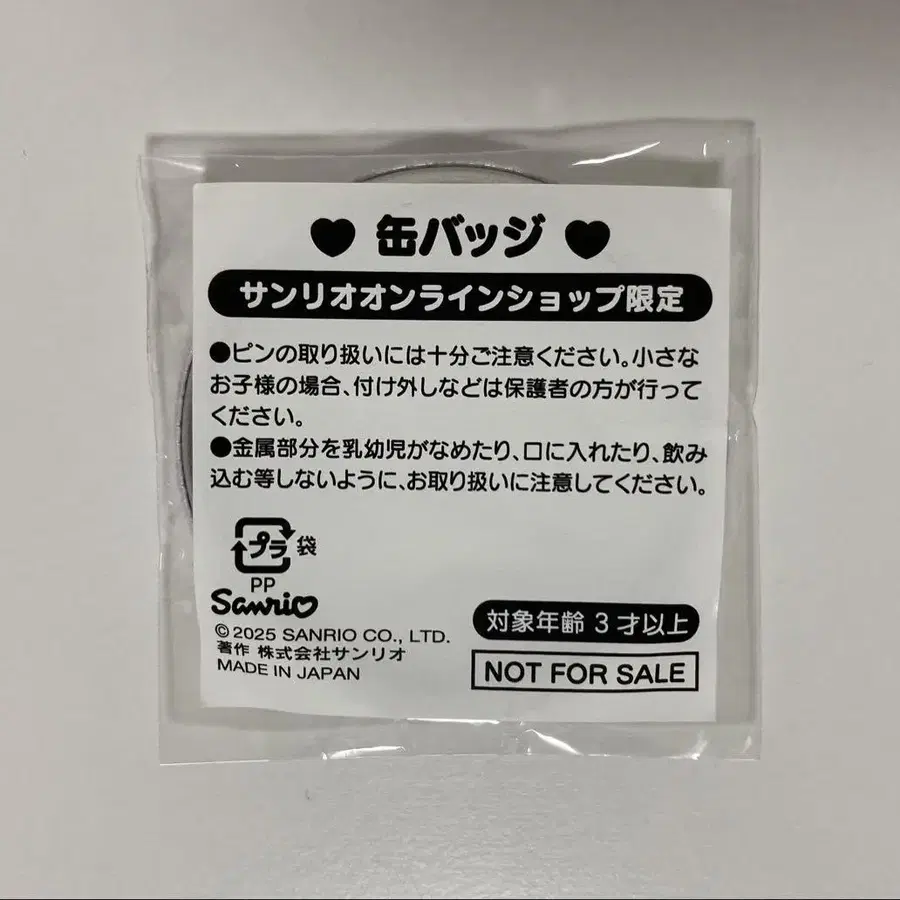 ♥ 缶バッジ ♥
サンリオオンラインショップ限定
●ピンの取り扱いには十分ご注意ください。小さな
お子様の場合、付け外しなどは保護者の方が行って
ください。
●金属部分を乳幼児がなめたり、口に入れたり、飲み
込む等しないように、お取り扱いに注意してください。
プラ 袋
PP
Sanrio
© 2025 SANRIO CO., LTD.
著作 株式会社サンリオ
MADE IN JAPAN
対象年齢 3才以上
NOT FOR SALE